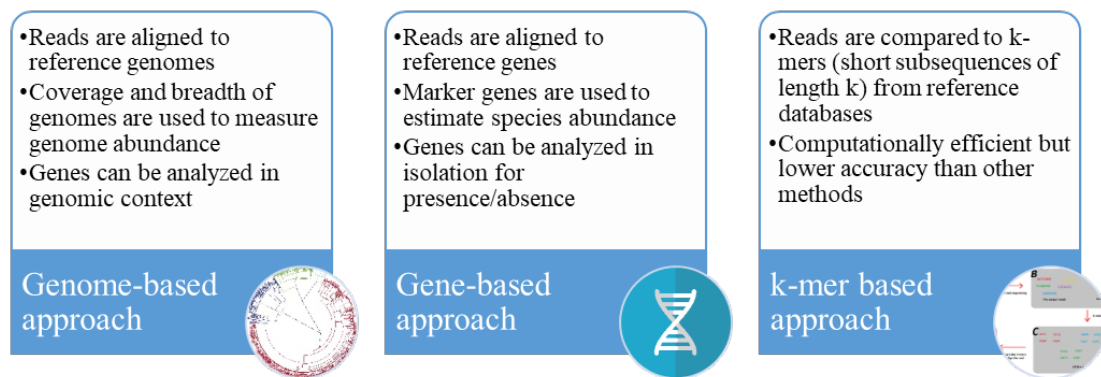 •Reads are aligned to
reference genomes
•Coverage and breadth of
genomes are used to measure
genome abundance
•Genes can be analyzed in
genomic context
Genome-based
approach
•Reads are aligned to
reference genes
•Marker genes are used to
estimate species abundance
•Genes can be analyzed in
isolation for
presence/absence
Gene-based
approach
•Reads are compared to k-
mers (short subsequences of
length k) from reference
databases
•Computationally efficient but
lower accuracy than other
methods
k-mer based
approach
B
C